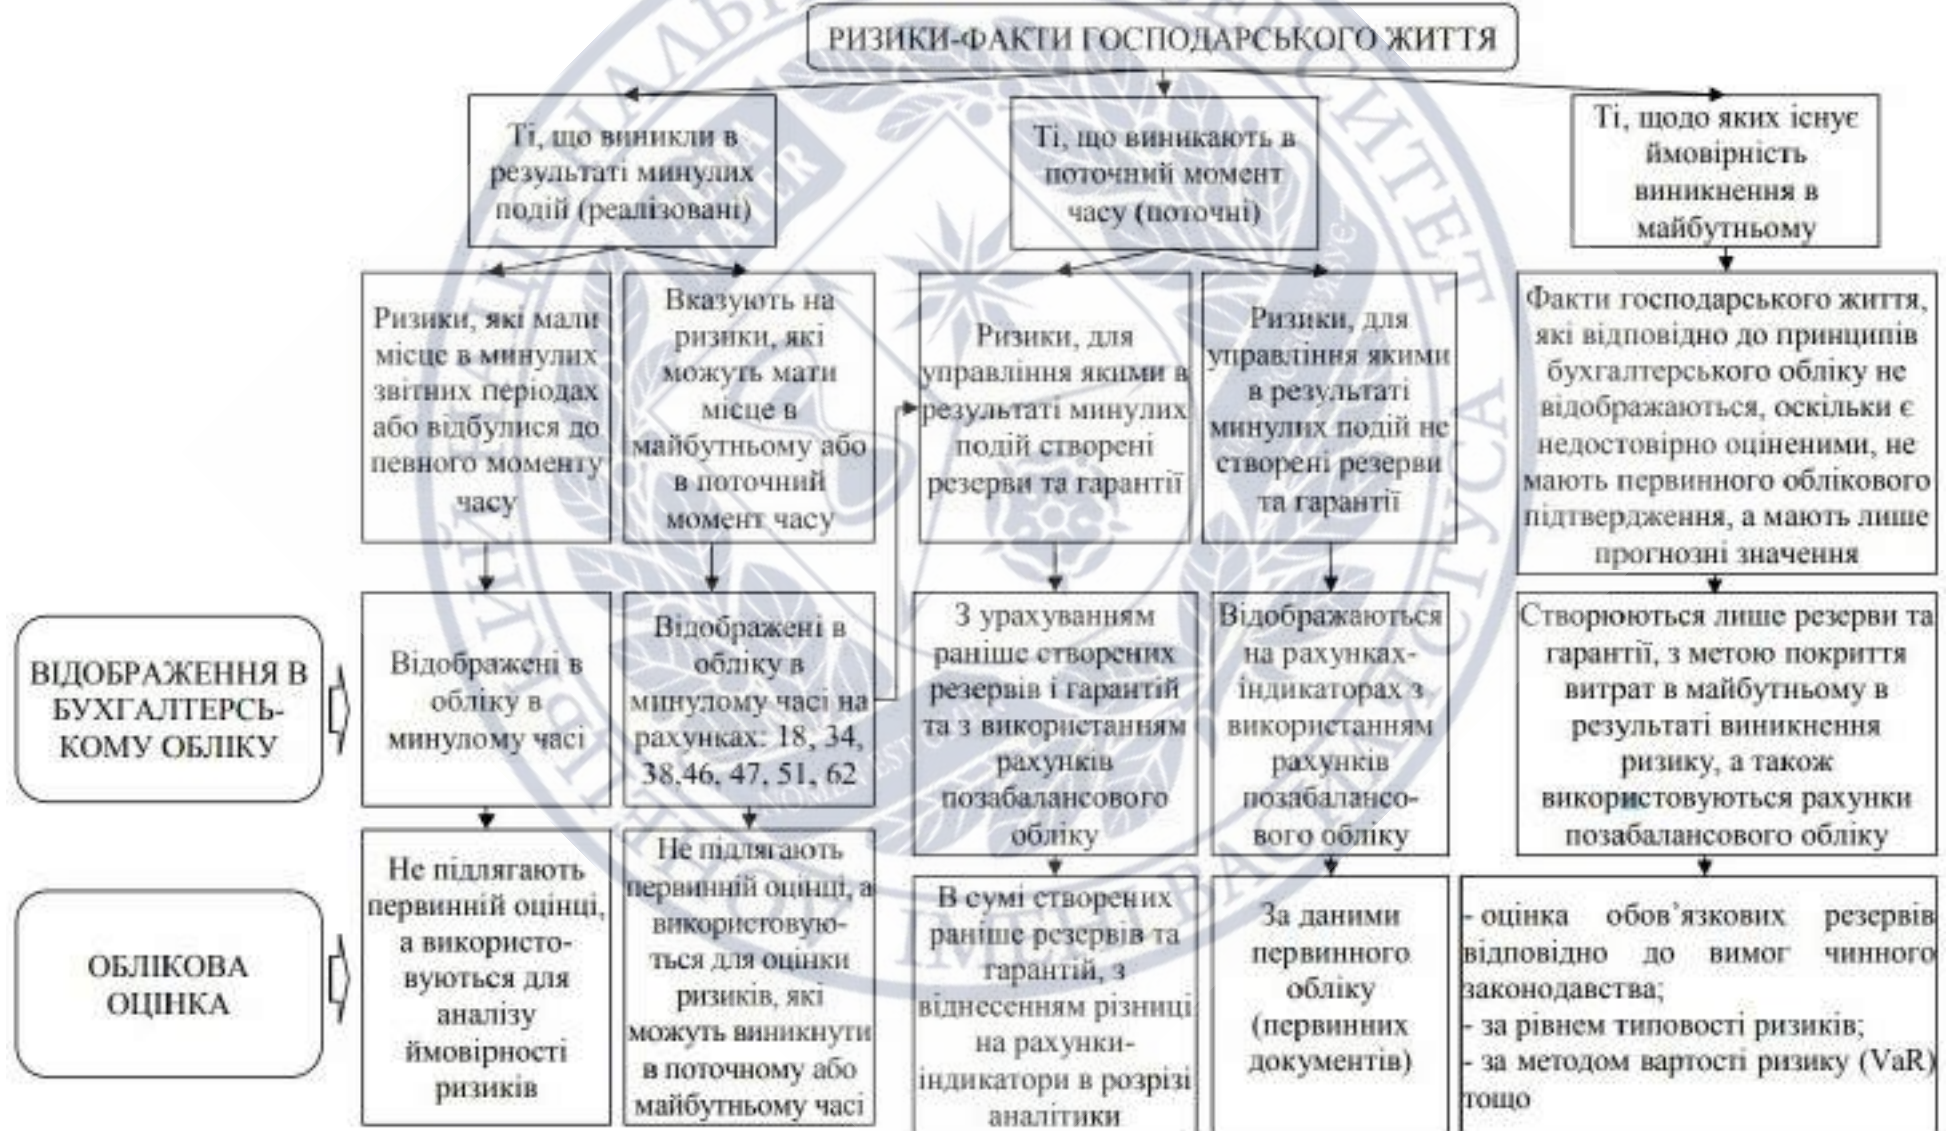 РИЗИКИ-ФАКТИ ГОСПОДАРСЬКОГО ЖИТТЯ
Ті, що виникли в
результаті минулих
подій (реалізовані)
Ті, що виникають в
поточний момент
часу (поточні)
Ті, щодо яких існує
ймовірність
виникнення в
майбутньому
Ризики, які мали
місце в минулих
звітних періодах
або відбулися до
певного моменту
часу
Вказують на
ризики, які
можуть мати
місце в
майбутньому або
в поточний
момент часу
Ризики, для
управління якими в
результаті минулих
подій створені
резерви та гарантії
Ризики, для
управління якими
в результаті
минулих подій не
створені резерви
та гарантії
Факти господарського життя,
які відповідно до принципів
бухгалтерського обліку не
відображаються, оскільки є
недостовірно оціненими, не
мають первинного облікового
підтвердження, а мають лише
прогнозні значення
ВІДОБРАЖЕННЯ В
БУХГАЛТЕРСЬ-
КОМУ ОБЛІКУ
Відображені в
обліку в
минулому часі
Відображені в
обліку в
минулому часі на
рахунках: 18, 34,
38,46, 47, 51, 62
З урахуванням
раніше створених
резервів і гарантій
та з використанням
рахунків
позабалансового
обліку
Відображаються
на рахунках-
індикаторах з
використанням
рахунків
позабалансо-
вого обліку
Створюються лише резерви та
гарантії, з метою покриття
витрат в майбутньому в
результаті виникнення
ризику, а також
використовуються рахунки
позабалансового обліку
ОБЛІКОВА
ОЦІНКА
Не підлягають
первинній оцінці,
а використо-
вуються для
аналізу
ймовірності
ризиків
Не підлягають
первинній оцінці, а
використовую-
ться для оцінки
ризиків, які
можуть виникнути
в поточному або
майбутньому часі
В сумі створених
раніше резервів та
гарантій, з
віднесенням різниці
на рахунки-
індикатори в розрізі
аналітики
За даними
первинного
обліку
(первинних
документів)
- оцінка обов’язкових резервів
відповідно до вимог чинного
законодавства;
- за рівнем типовості ризиків;
- за методом вартості ризику (VaR)
тощо